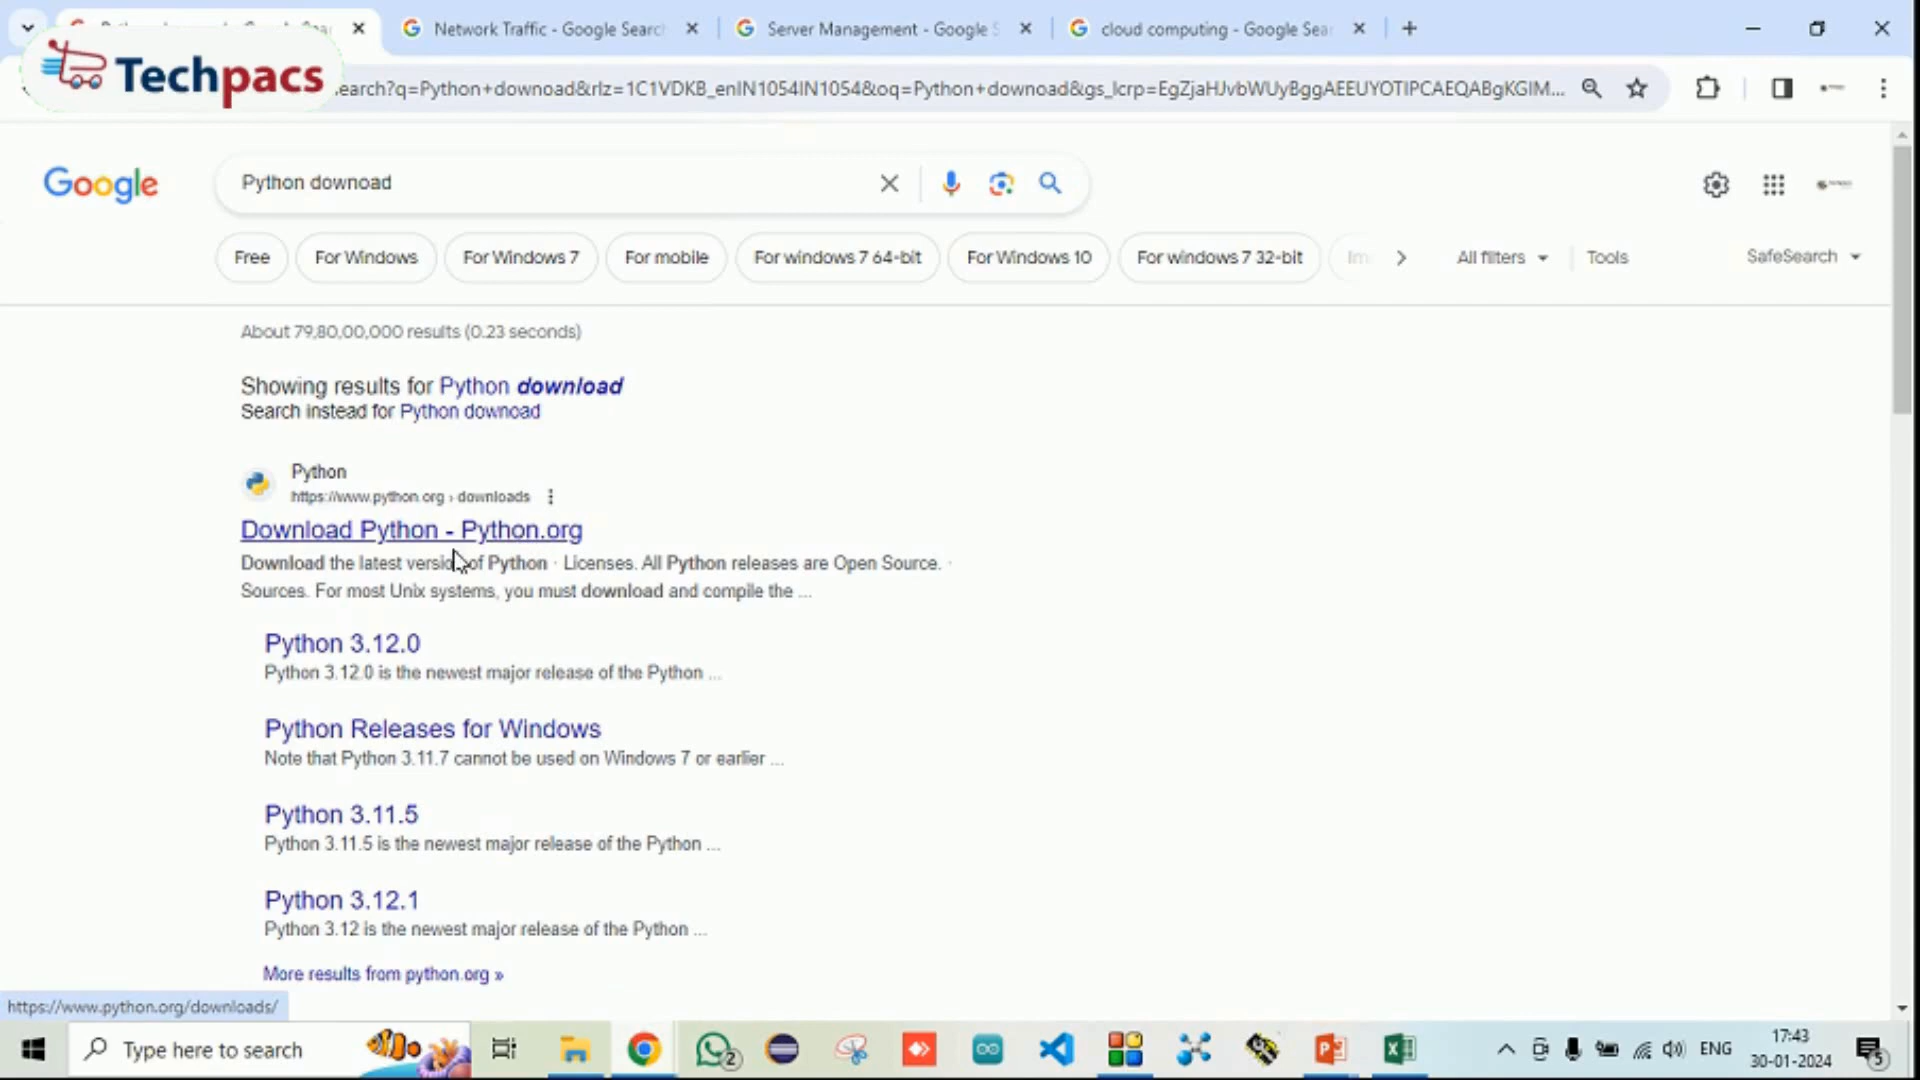 Network Traffic - Google Search
Server Management - Google S
cloud computing - Google Sea
Techpacs
earch?q=Python+downoad&rlz=1C1VDKB_enIN1054IN1054&oq=Python+downoad&gs_lcrp=EgZjaHJvbWUyBggAEEUYOTIPCAEQABgKGIM...
Google
Python downoad
Free
For Windows
For Windows 7
For mobile
For windows 7 64-bit
For Windows 10
For windows 7 32-bit
Im
All filters
Tools
SafeSearch
About 79,80,00,000 results (0.23 seconds)
Showing results for Python download
Search instead for Python downoad
Python
https://www.python.org › downloads
Download Python - Python.org
Download the latest version of Python · Licenses. All Python releases are Open Source. ·
Sources. For most Unix systems, you must download and compile the ...
Python 3.12.0
Python 3.12.0 is the newest major release of the Python ...
Python Releases for Windows
Note that Python 3.11.7 cannot be used on Windows 7 or earlier ...
Python 3.11.5
Python 3.11.5 is the newest major release of the Python ...
Python 3.12.1
Python 3.12 is the newest major release of the Python ...
More results from python.org »
https://www.python.org/downloads/
Type here to search
2
ENG
17:43
30-01-2024
5